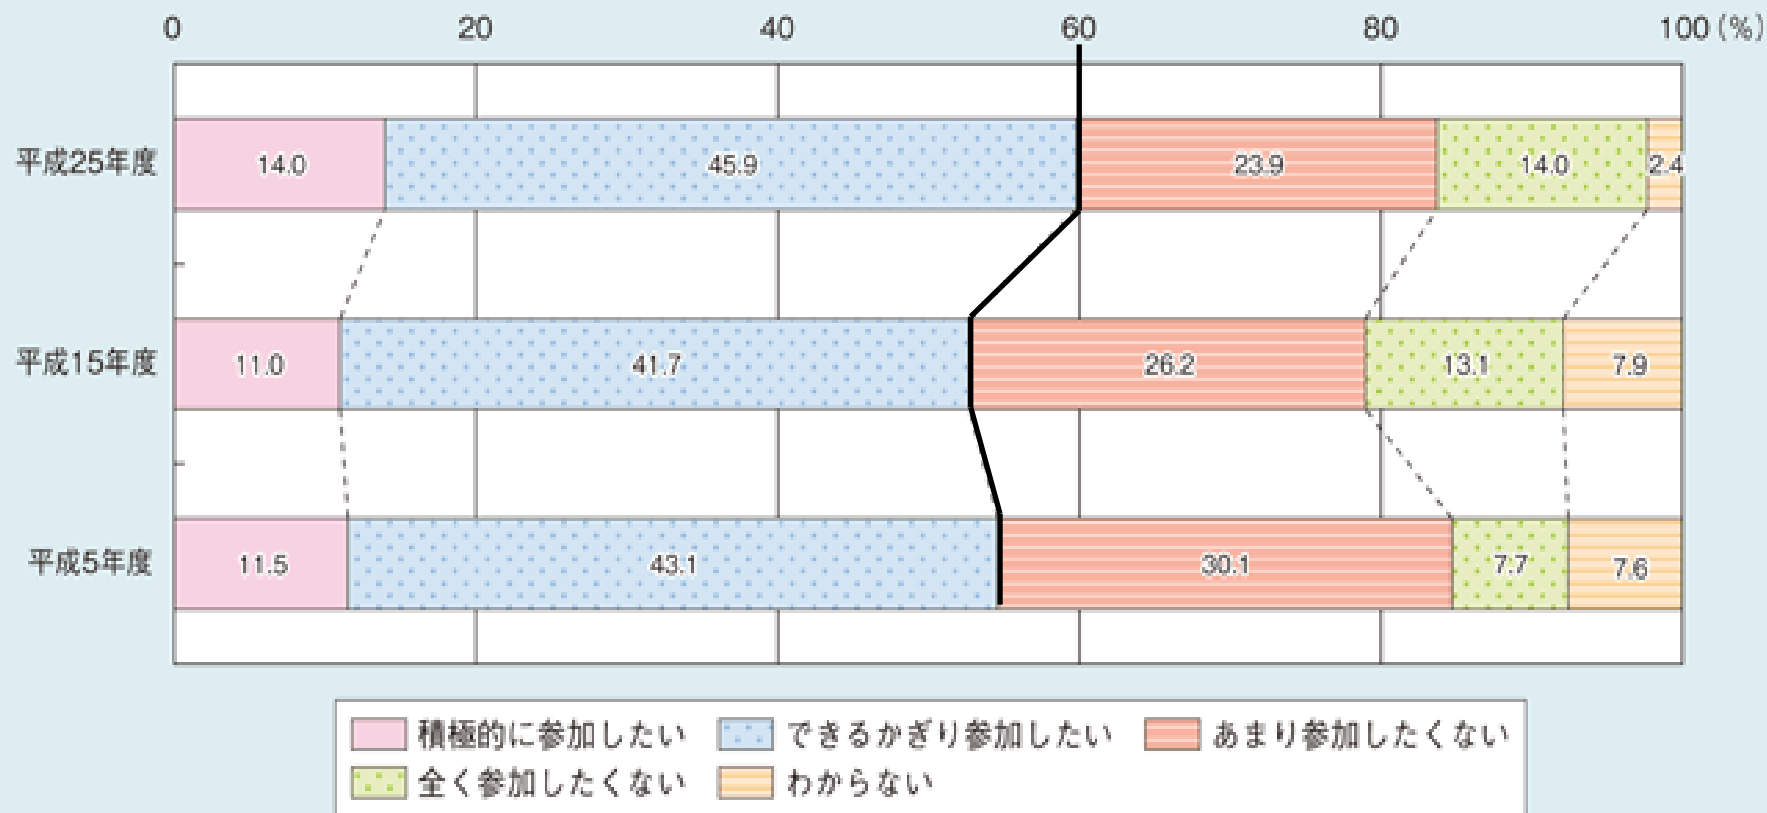 0 20 40 60 80 100 (%)
平成25年度 14.0 45.9 23.9 14.0 2.4
平成15年度 11.0 41.7 26.2 13.1 7.9
平成5年度 11.5 43.1 30.1 7.7 7.6
積極的に参加したい できるかぎり参加したい あまり参加したくない
全く参加したくない わからない